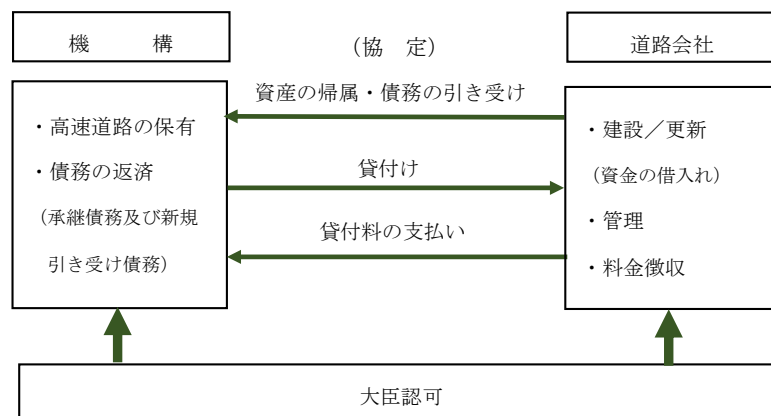 機　構
（協　定）
道路会社
資産の帰属・債務の引き受け
・高速道路の保有
・債務の返済
（承継債務及び新規
引き受け債務）
貸付け
貸付料の支払い
・建設／更新
（資金の借入れ）
・管理
・料金徴収
大臣認可